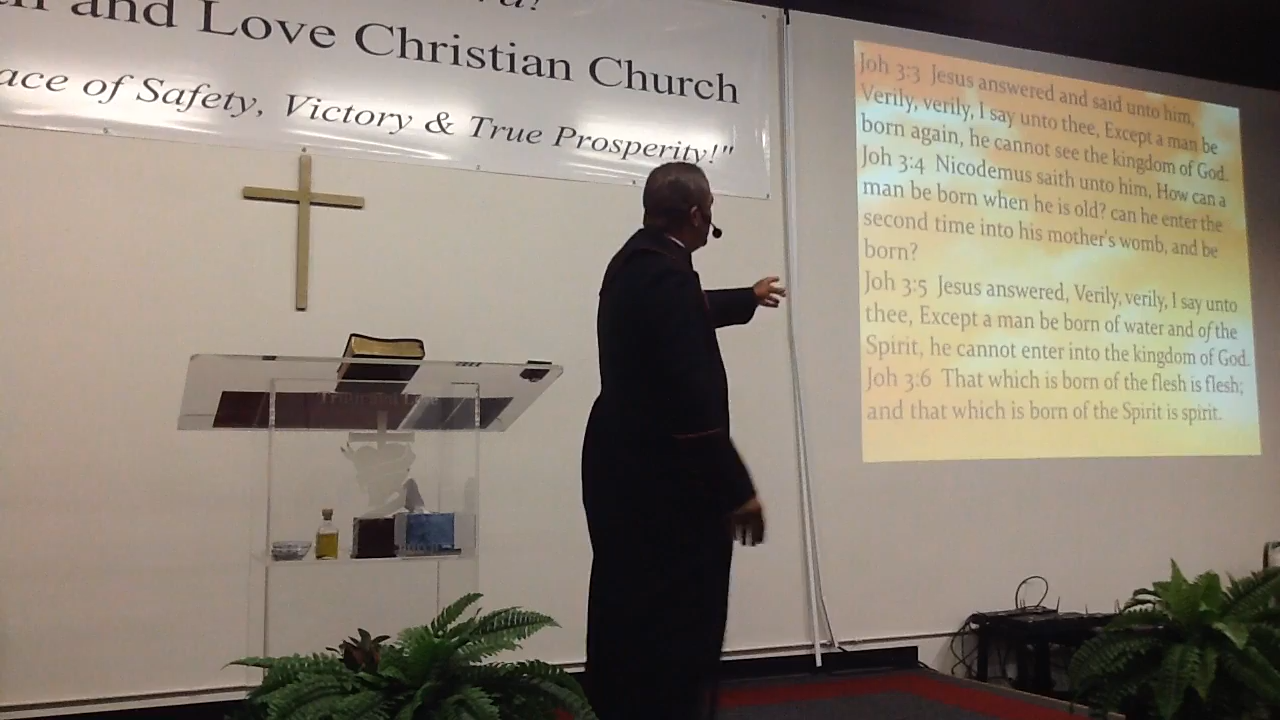 and Love Christian Church
ace of Safety, Victory & True Prosperity!"
Joh 3:3 Jesus answered and said unto him,
Verily, verily, I say unto thee, Except a man be
born again, he cannot see the kingdom of God.
Joh 3:4 Nicodemus saith unto him, How can a
man be born when he is old? can he enter the
second time into his mother's womb, and be
born?
Joh 3:5 Jesus answered, Verily, verily, I say unto
thee, Except a man be born of water and of the
Spirit, he cannot enter into the kingdom of God.
Joh 3:6 That which is born of the flesh is flesh;
and that which is born of the Spirit is spirit.